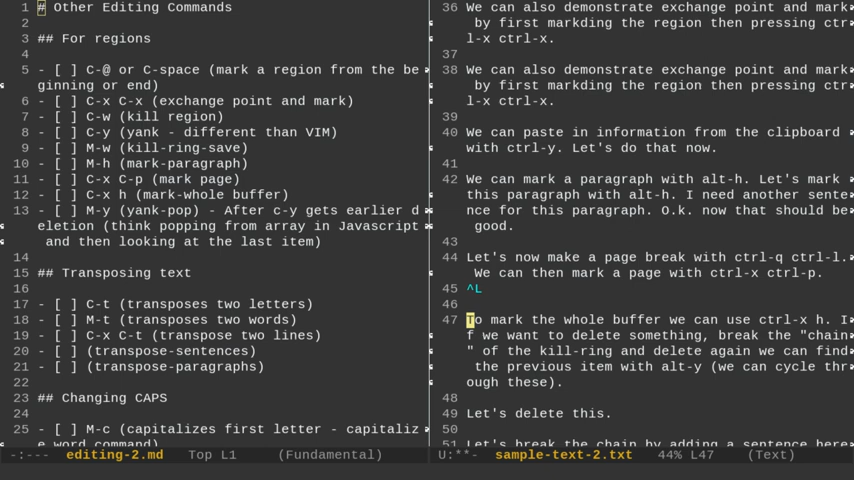 1 # Other Editing Commands
2
3 ## For regions
4
5 - [ ] C-@ or C-space (mark a region from the be
ginning or end)
6 - [ ] C-x C-x (exchange point and mark)
7 - [ ] C-w (kill region)
8 - [ ] C-y (yank - different than VIM)
9 - [ ] M-w (kill-ring-save)
10 - [ ] M-h (mark-paragraph)
11 - [ ] C-x C-p (mark page)
12 - [ ] C-x h (mark-whole buffer)
13 - [ ] M-y (yank-pop) - After c-y gets earlier d
eletion (think popping from array in Javascript
and then looking at the last item)
14
15 ## Transposing text
16
17 - [ ] C-t (transposes two letters)
18 - [ ] M-t (transposes two words)
19 - [ ] C-x C-t (transpose two lines)
20 - [ ] (transpose-sentences)
21 - [ ] (transpose-paragraphs)
22
23 ## Changing CAPS
24
25 - [ ] M-c (capitalizes first letter - capitaliz
e word command)
-:--- editing-2.md Top L1 (Fundamental)
36 We can also demonstrate exchange point and mark
by first markding the region then pressing ctr
l-x ctrl-x.
37
38 We can also demonstrate exchange point and mark
by first markding the region then pressing ctr
l-x ctrl-x.
39
40 We can paste in information from the clipboard
with ctrl-y. Let's do that now.
41
42 We can mark a paragraph with alt-h. Let's mark
this paragraph with alt-h. I need another sente
nce for this paragraph. O.k. now that should be
good.
43
44 Let's now make a page break with ctrl-q ctrl-l.
We can then mark a page with ctrl-x ctrl-p.
45 ^L
46
47 To mark the whole buffer we can use ctrl-x h. I
f we want to delete something, break the "chain
" of the kill-ring and delete again we can find
the previous item with alt-y (we can cycle thr
ough these).
48
49 Let's delete this.
50
51 Let's break the chain by adding a sentence here
U:**- sample-text-2.txt 44% L47 (Text)